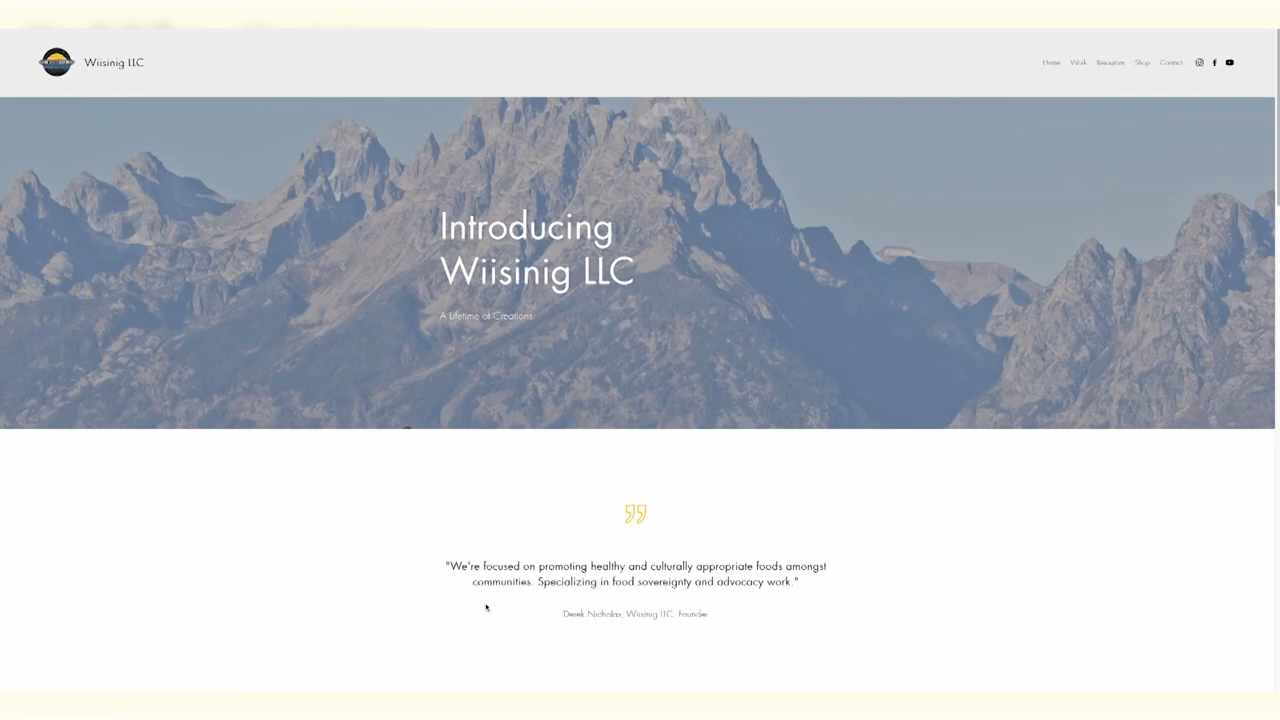 Wiisinig LLC
Home Work Resources Shop Contact
Introducing
Wiisinig LLC
A Lifetime of Creations
"We're focused on promoting healthy and culturally appropriate foods amongst
communities. Specializing in food sovereignty and advocacy work."
Derek Nicholas, Wiisinig LLC, Founder